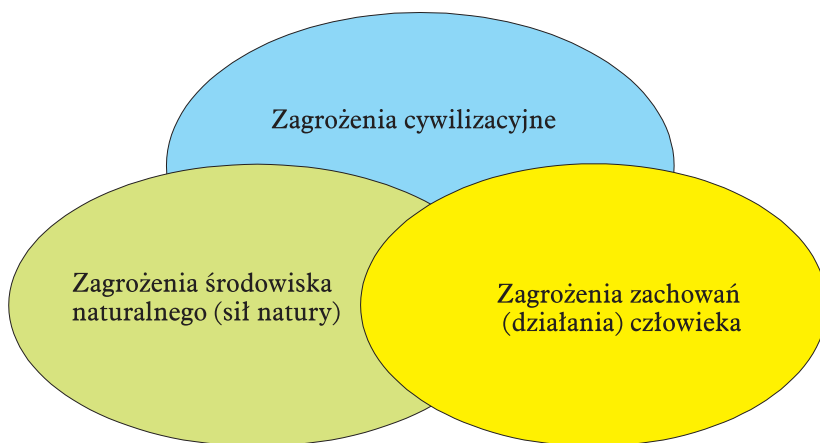 Zagrożenia cywilizacyjne
Zagrożenia środowiska
naturalnego (sił natury)
Zagrożenia zachowań
(działania) człowieka